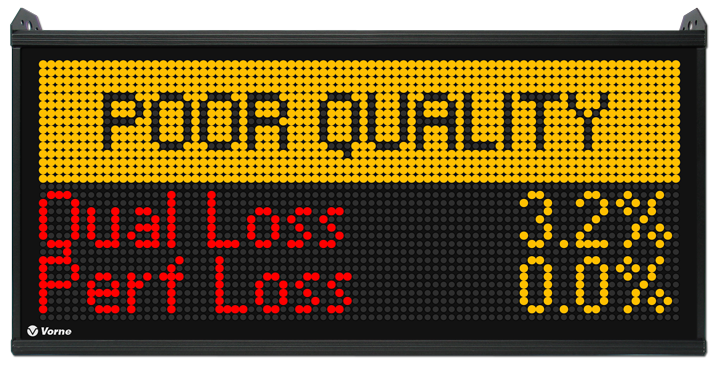 POOR QUALITY
Qual Loss 3.2%
Perf Loss 0.0%
Vorne